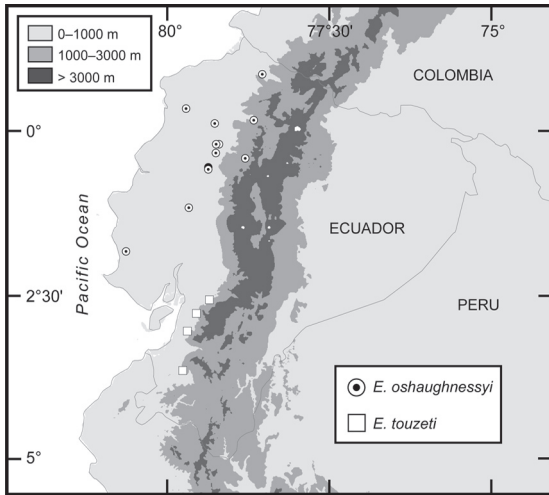 80° 77°30' 75°
0–1000 m
1000–3000 m
> 3000 m
COLOMBIA
0°
ECUADOR
Pacific Ocean
2°30'
PERU
E. oshaughnessyi
E. touzeti
5°